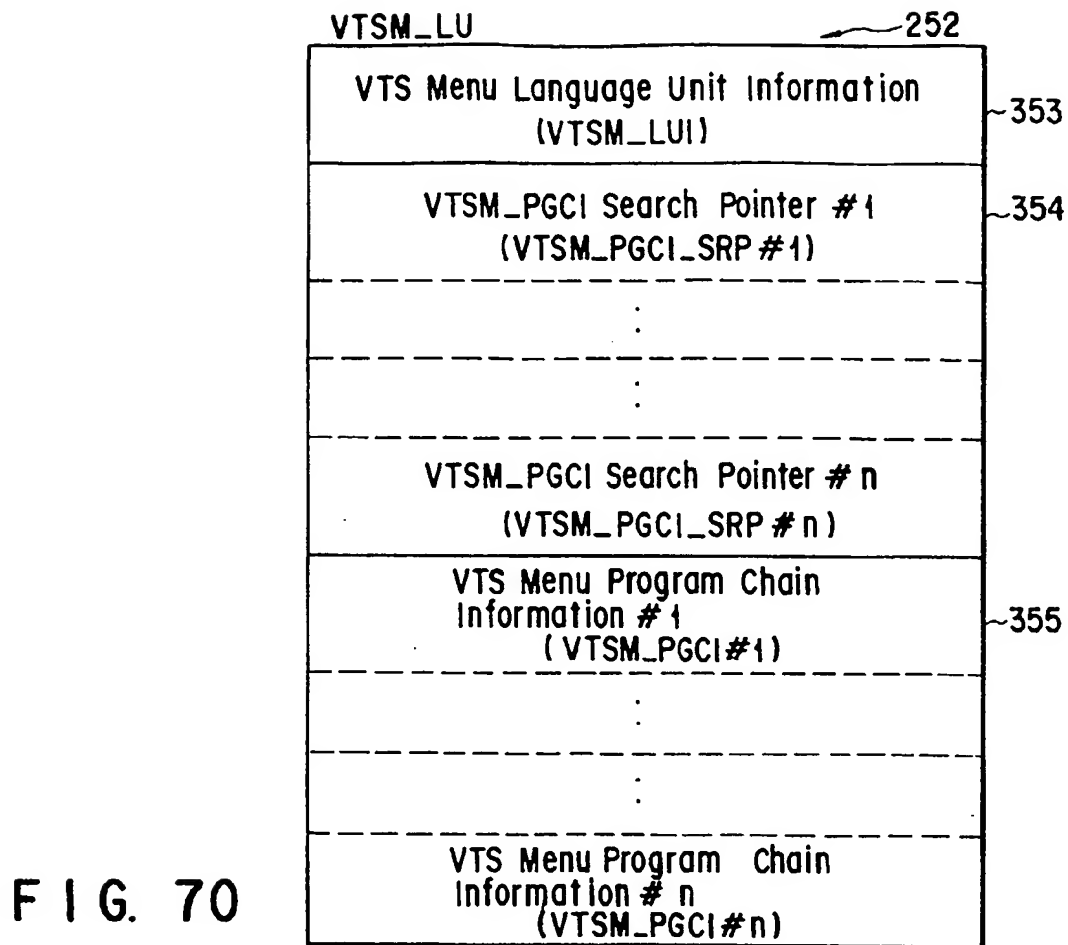 VTSM_LU 252
VTS Menu Language Unit Information
(VTSM_LUI)
353
VTSM_PGCI Search Pointer #1
354
(VTSM_PGCI_SRP#1)
VTSM_PGCI Search Pointer #n
(VTSM_PGCI_SRP#n)
VTS Menu Program Chain
Information #1
355
(VTSM_PGCI#1)
VTS Menu Program Chain
Information #n
(VTSM_PGCI#n)
FIG. 70